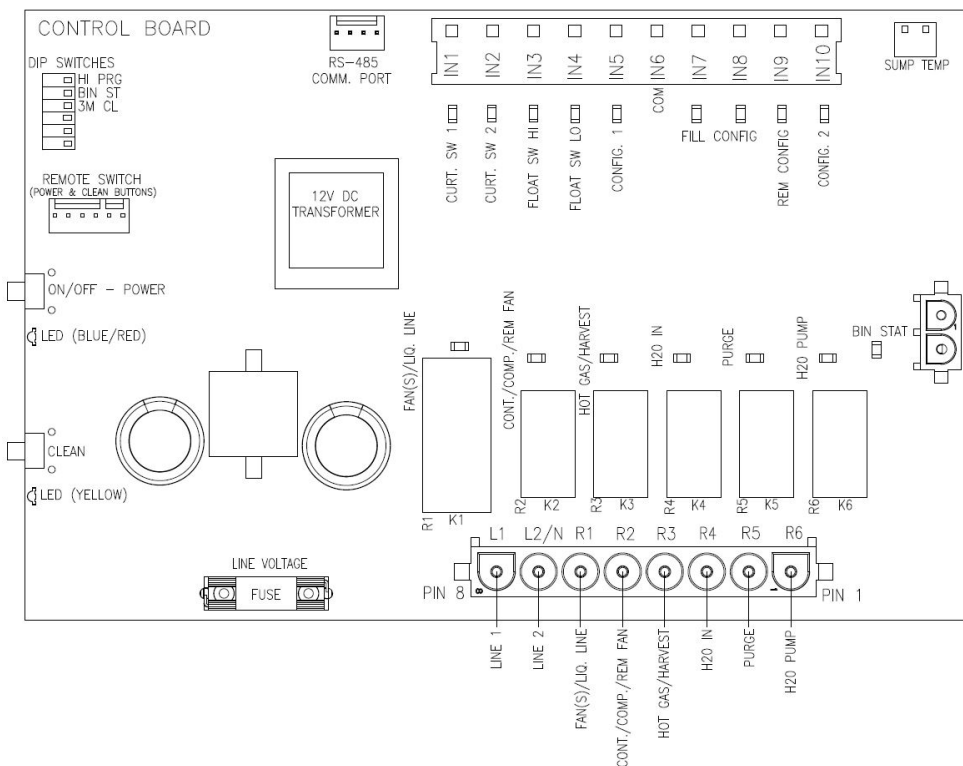 CONTROL BOARD
DIP SWITCHES
HI PRG
BIN ST
3M CL
RS-485
COMM. PORT
IN1
IN2
IN3
IN4
IN5
IN6
IN7
IN8
IN9
IN10
SUMP TEMP
CURT. SW 1
CURT. SW 2
FLOAT SW HI
FLOAT SW LO
CONFIG. 1
COM
FILL CONFIG
REM CONFIG
CONFIG. 2
REMOTE SWITCH
(POWER & CLEAN BUTTONS)
12V DC
TRANSFORMER
ON/OFF - POWER
LED (BLUE/RED)
CLEAN
LED (YELLOW)
FAN(S)/LIQ. LINE
CONT./COMP./REM FAN
HOT GAS/HARVEST
H20 IN
PURGE
H20 PUMP
BIN STAT
1
R1 K1
R2 K2
R3 K3
R4 K4
R5 K5
R6 K6
LINE VOLTAGE
FUSE
L1 L2/N R1 R2 R3 R4 R5 R6
PIN 8
8
1
PIN 1
LINE 1
LINE 2
FAN(S)/LIQ. LINE
CONT./COMP./REM FAN
HOT GAS/HARVEST
H20 IN
PURGE
H20 PUMP